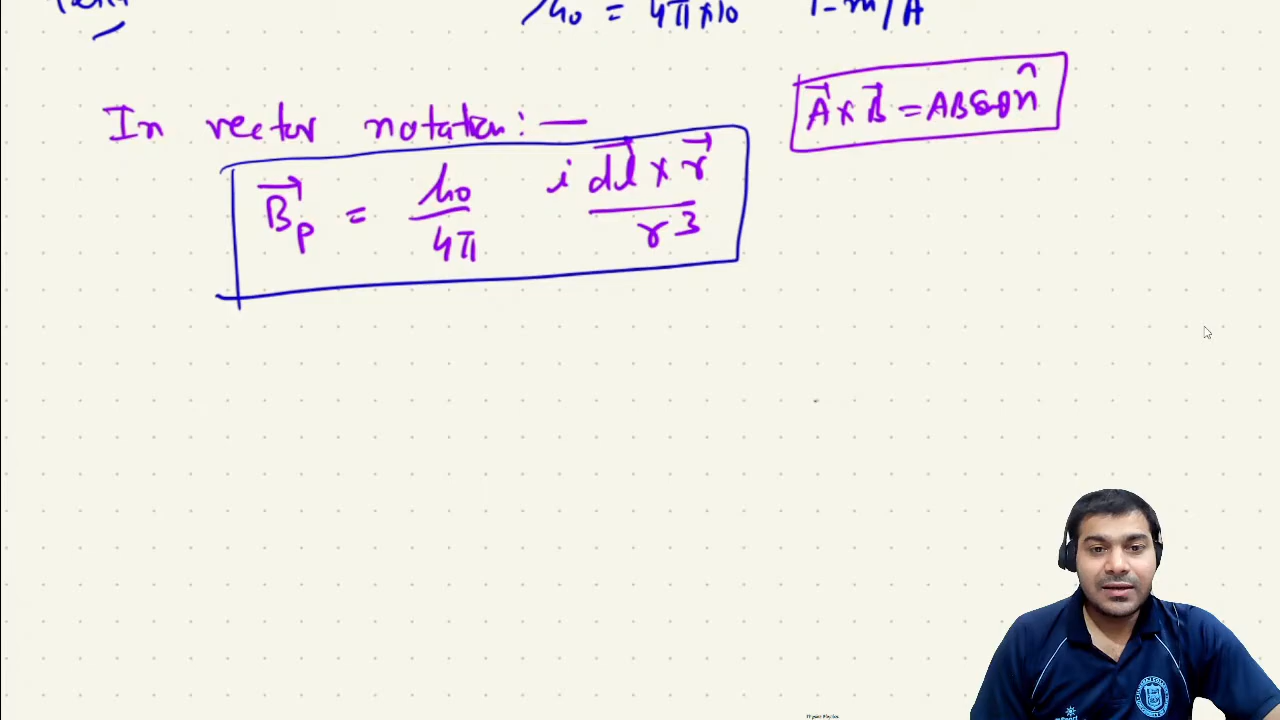 μ₀ = 4π×10 T-m/A
In vector notation: —
A⃗ × B⃗ = AB Sinθ n̂
B⃗p = μ₀/4π i dl⃗ × r⃗ / r³